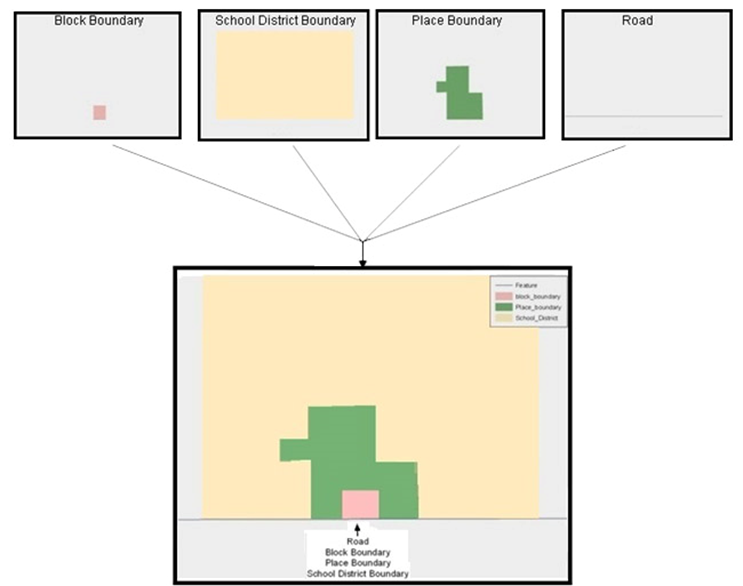 Block Boundary
School District Boundary
Place Boundary
Road
Feature
block_boundary
Place_boundary
School_District
Road
Block Boundary
Place Boundary
School District Boundary